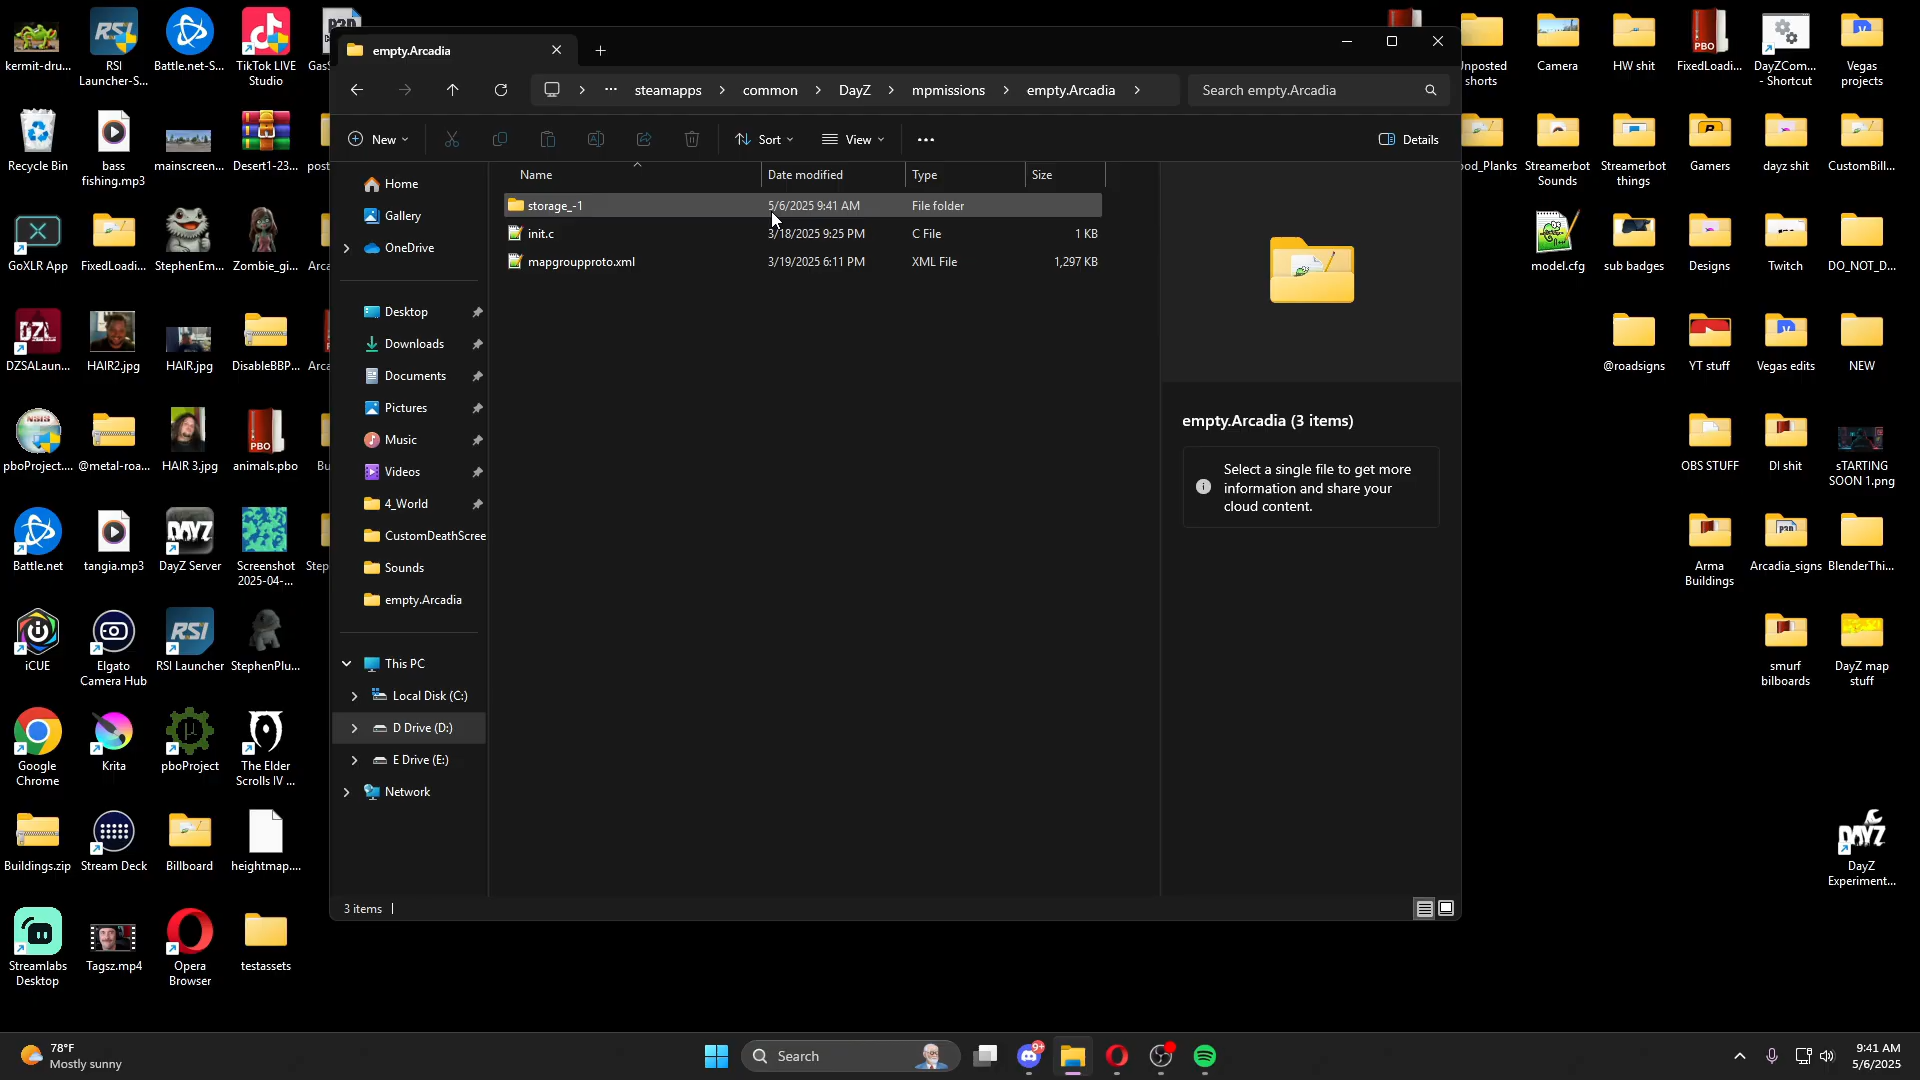 kermit-dru...
RSI
Launcher-S...
Battle.net-S...
TikTok LIVE
Studio
empty.Arcadia
steamapps
common
DayZ
mpmissions
empty.Arcadia
Search empty.Arcadia
New
Sort
View
Details
Name
Date modified
Type
Size
storage_-1
5/6/2025 9:41 AM
File folder
init.c
3/18/2025 9:25 PM
C File
1 KB
mapgroupproto.xml
3/19/2025 6:11 PM
XML File
1,297 KB
Home
Gallery
OneDrive
Desktop
Downloads
Documents
Pictures
Music
Videos
4_World
CustomDeathScree
Sounds
empty.Arcadia
This PC
Local Disk (C:)
D Drive (D:)
E Drive (E:)
Network
empty.Arcadia (3 items)
Select a single file to get more
information and share your
cloud content.
3 items
shorts
Camera
HW shit
FixedLoadi...
DayZCom...
- Shortcut
Vegas
projects
Recycle Bin
bass
fishing.mp3
mainscreen...
Desert1-23...
Streamerbot
Sounds
Streamerbot
things
Gamers
dayz shit
CustomBill...
GoXLR App
FixedLoadi...
StephenEm...
Zombie_gi...
model.cfg
sub badges
Designs
Twitch
DO_NOT_D...
DZL
DZSALaun...
HAIR2.jpg
HAIR.jpg
DisableBBP...
@roadsigns
YT stuff
Vegas edits
NEW
pboProject....
@metal-roa...
HAIR 3.jpg
PBO
animals.pbo
OBS STUFF
DI shit
sTARTING
SOON 1.png
Battle.net
tangia.mp3
DAYZ
DayZ Server
Screenshot
2025-04-...
Arma
Buildings
Arcadia_signs
BlenderThi...
iCUE
Elgato
Camera Hub
RSI
RSI Launcher
StephenPlu...
smurf
bilboards
DayZ map
stuff
Google
Chrome
Krita
pboProject
The Elder
Scrolls IV ...
Buildings.zip
Stream Deck
Billboard
heightmap....
DAYZ
DayZ
Experiment...
Streamlabs
Desktop
Tagsz.mp4
Opera
Browser
testassets
78°F
Mostly sunny
Search
9+
9:41 AM
5/6/2025